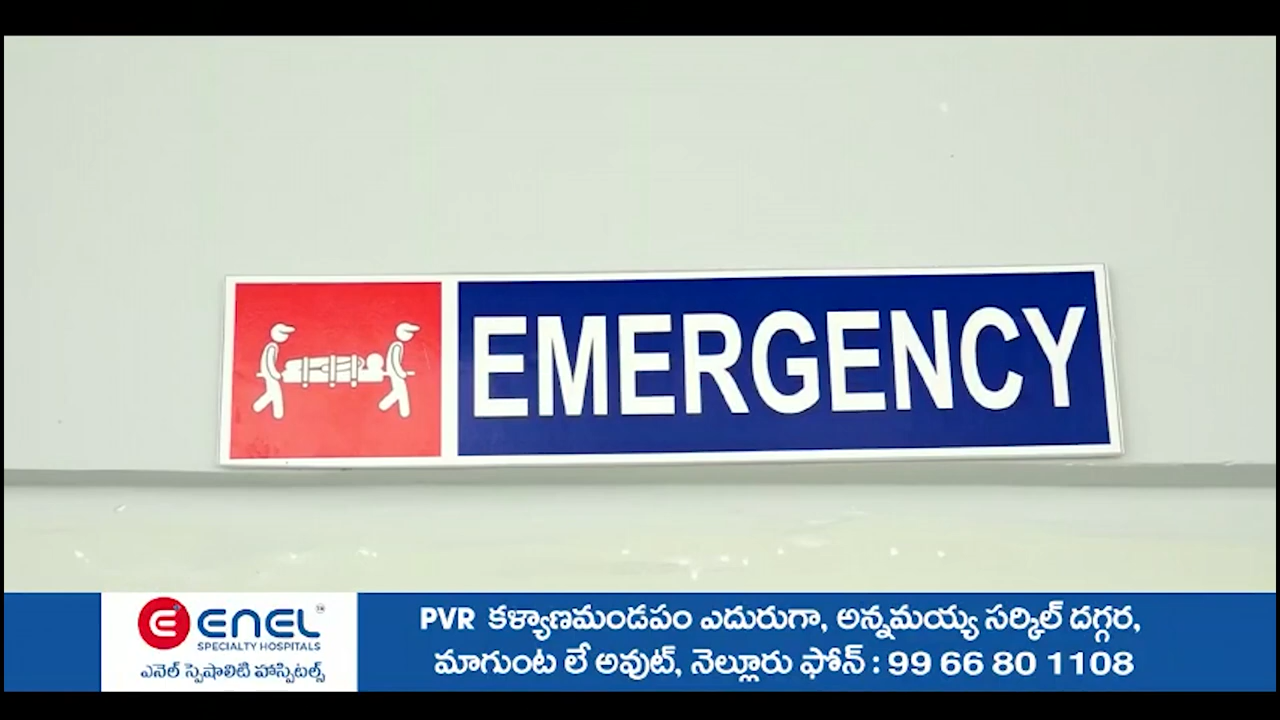 EMERGENCY
ENEL
TM
SPECIALTY HOSPITALS
ఎనెల్ స్పెషాలిటి హాస్పిటల్స్
PVR కళ్యాణమండపం ఎదురుగా, అన్నమయ్య సర్కిల్ దగ్గర,
మాగుంట లే అవుట్, నెల్లూరు ఫోన్ : 99 66 80 1108